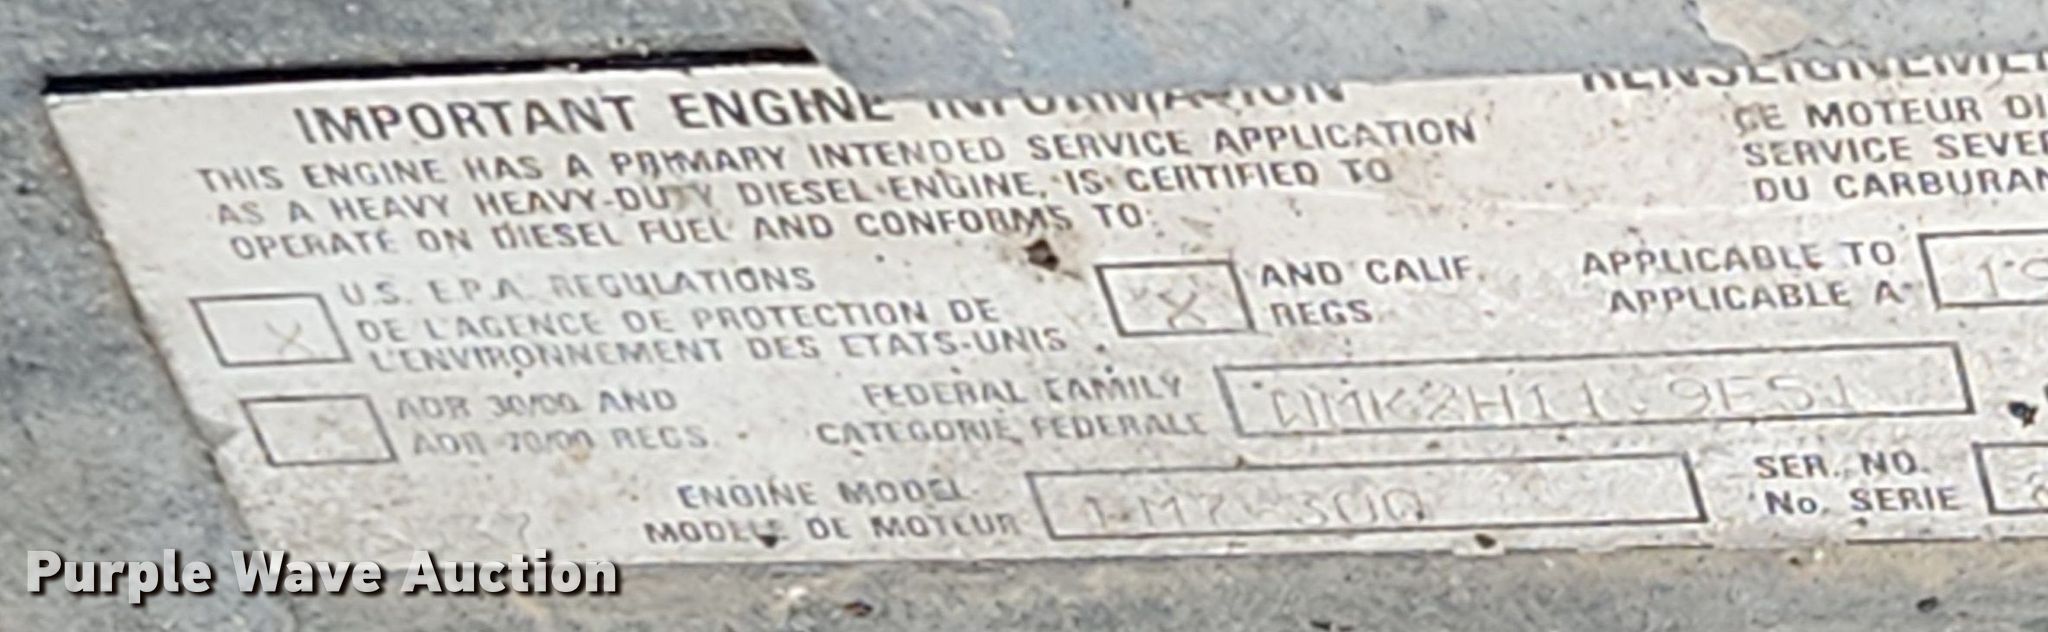 IMPORTANT ENGINE INFORMATION
THIS ENGINE HAS A PRIMARY INTENDED SERVICE APPLICATION
AS A HEAVY HEAVY-DUTY DIESEL ENGINE, IS CERTIFIED TO
OPERATE ON DIESEL FUEL AND CONFORMS TO:
X U.S. E.P.A. REGULATIONS
DE L'AGENCE DE PROTECTION DE
L'ENVIRONNEMENT DES ETATS-UNIS
X AND CALIF.
REGS.
APPLICABLE TO
APPLICABLE A
ADR 30/00 AND
ADR 70/00 REGS.
FEDERAL FAMILY
CATEGORIE FEDERALE
ENGINE MODEL
MODELE DE MOTEUR
SER. NO.
No. SERIE
CE MOTEUR DI
SERVICE SEVE
DU CARBURAN
Purple Wave Auction